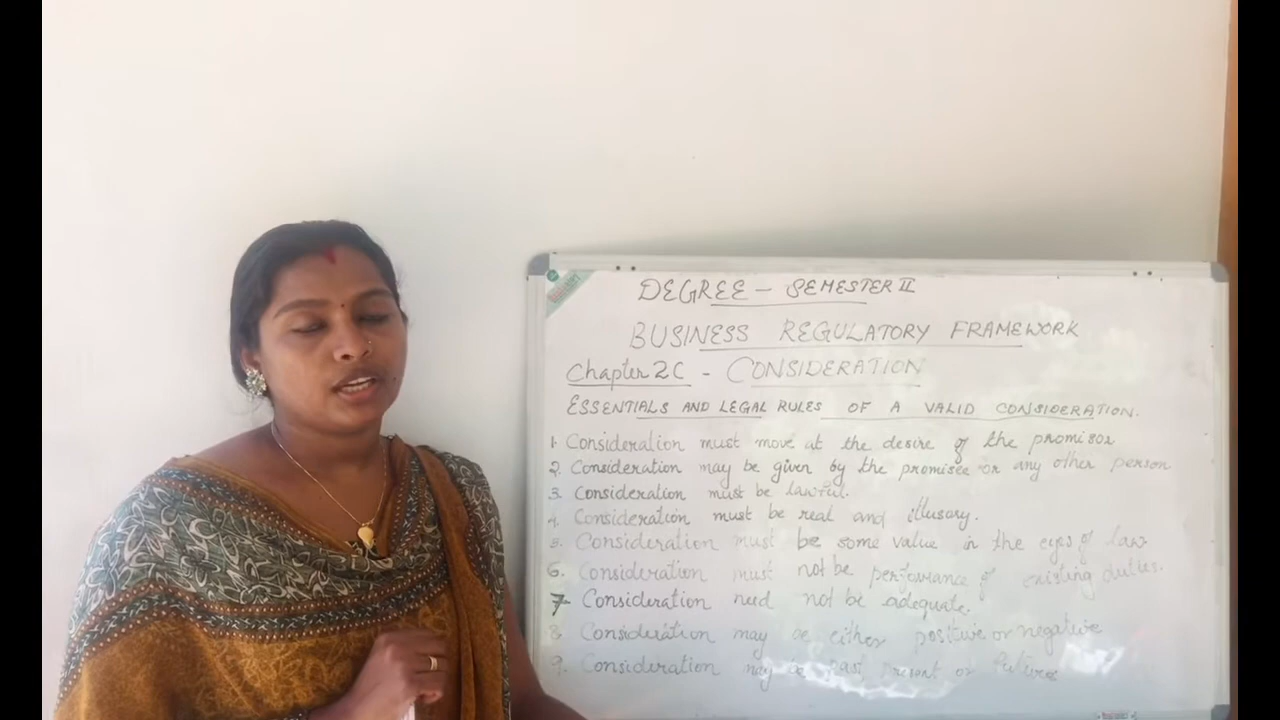 DEGREE - SEMESTER II
BUSINESS REGULATORY FRAMEWORK
Chapter 2C - CONSIDERATION
ESSENTIALS AND LEGAL RULES OF A VALID CONSIDERATION.
1. Consideration must move at the desire of the promisor
2. Consideration may be given by the promisee or any other person
3. Consideration must be lawful.
4. Consideration must be real and illusory.
5. Consideration must be some value in the eyes of law
6. Consideration must not be perfomance of existing duties.
7. Consideration need not be adequate.
8. Consideration may be either positive or negative
9. Consideration may be past present or future